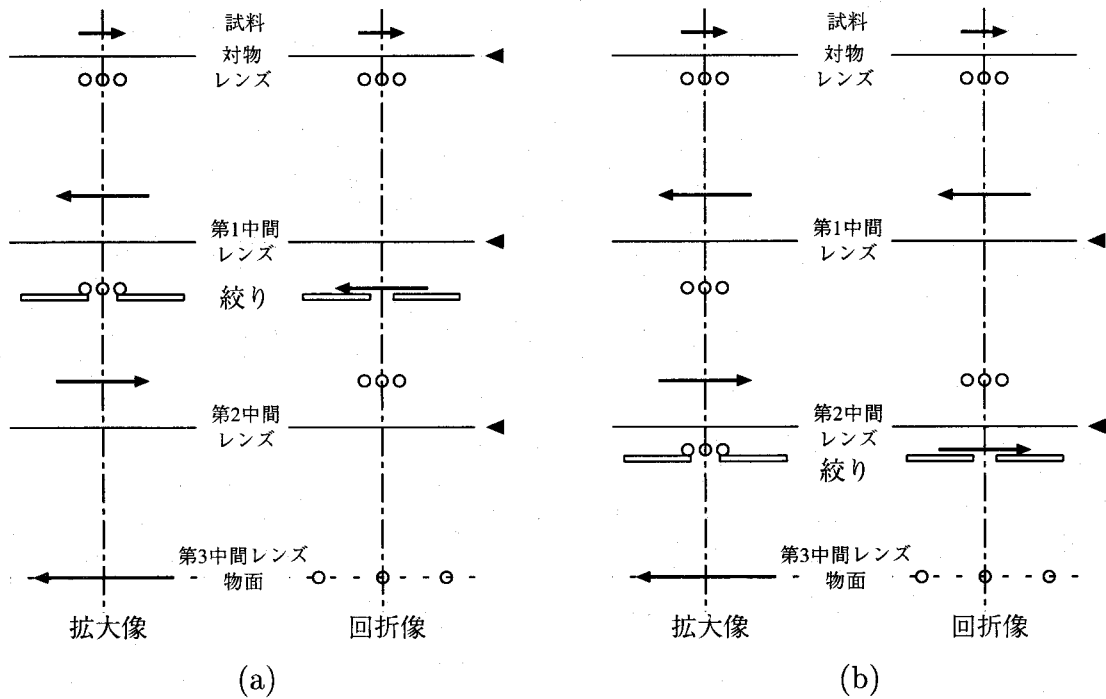 試料
対物
レンズ
第1中間
レンズ
絞り
第2中間
レンズ
第3中間レンズ
物面
拡大像
回折像
(a)
試料
対物
レンズ
第1中間
レンズ
第2中間
レンズ
絞り
第3中間レンズ
物面
拡大像
回折像
(b)